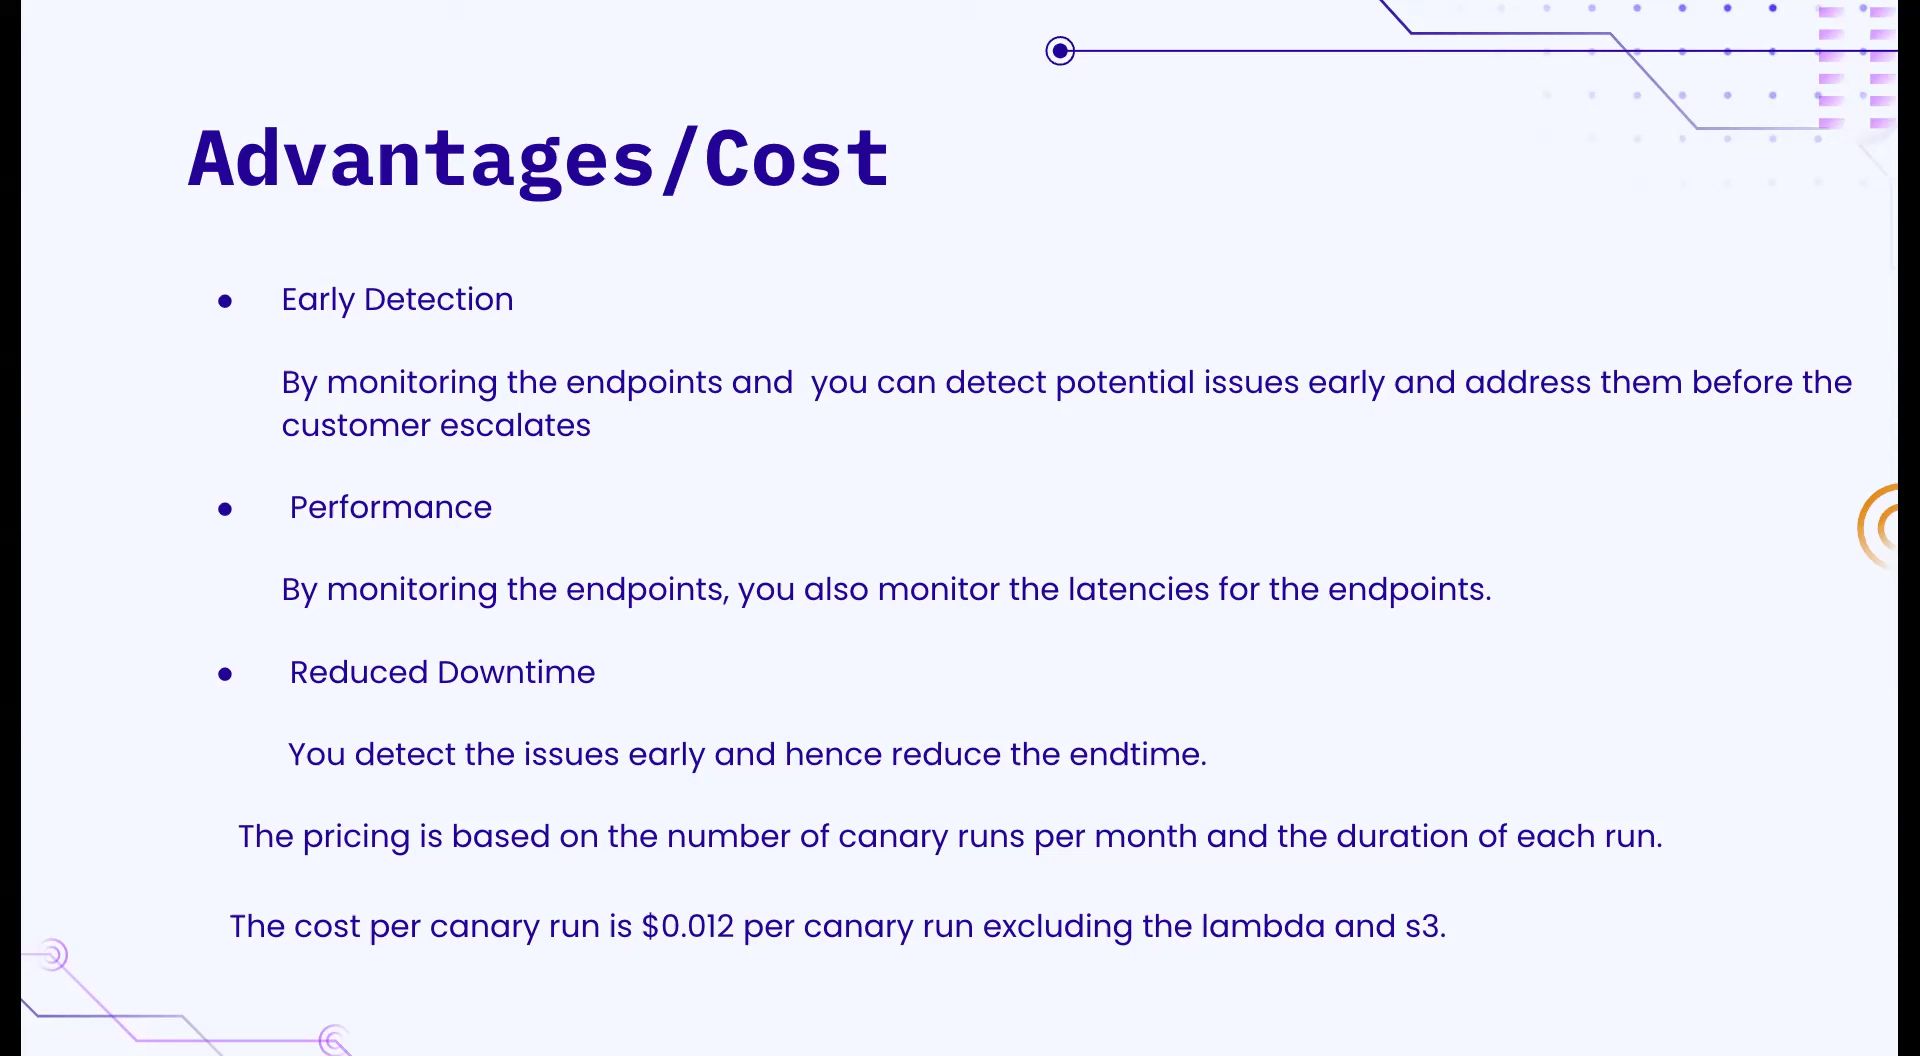 Advantages/Cost
● Early Detection
By monitoring the endpoints and  you can detect potential issues early and address them before the
customer escalates
● Performance
By monitoring the endpoints, you also monitor the latencies for the endpoints.
● Reduced Downtime
You detect the issues early and hence reduce the endtime.
The pricing is based on the number of canary runs per month and the duration of each run.
The cost per canary run is $0.012 per canary run excluding the lambda and s3.